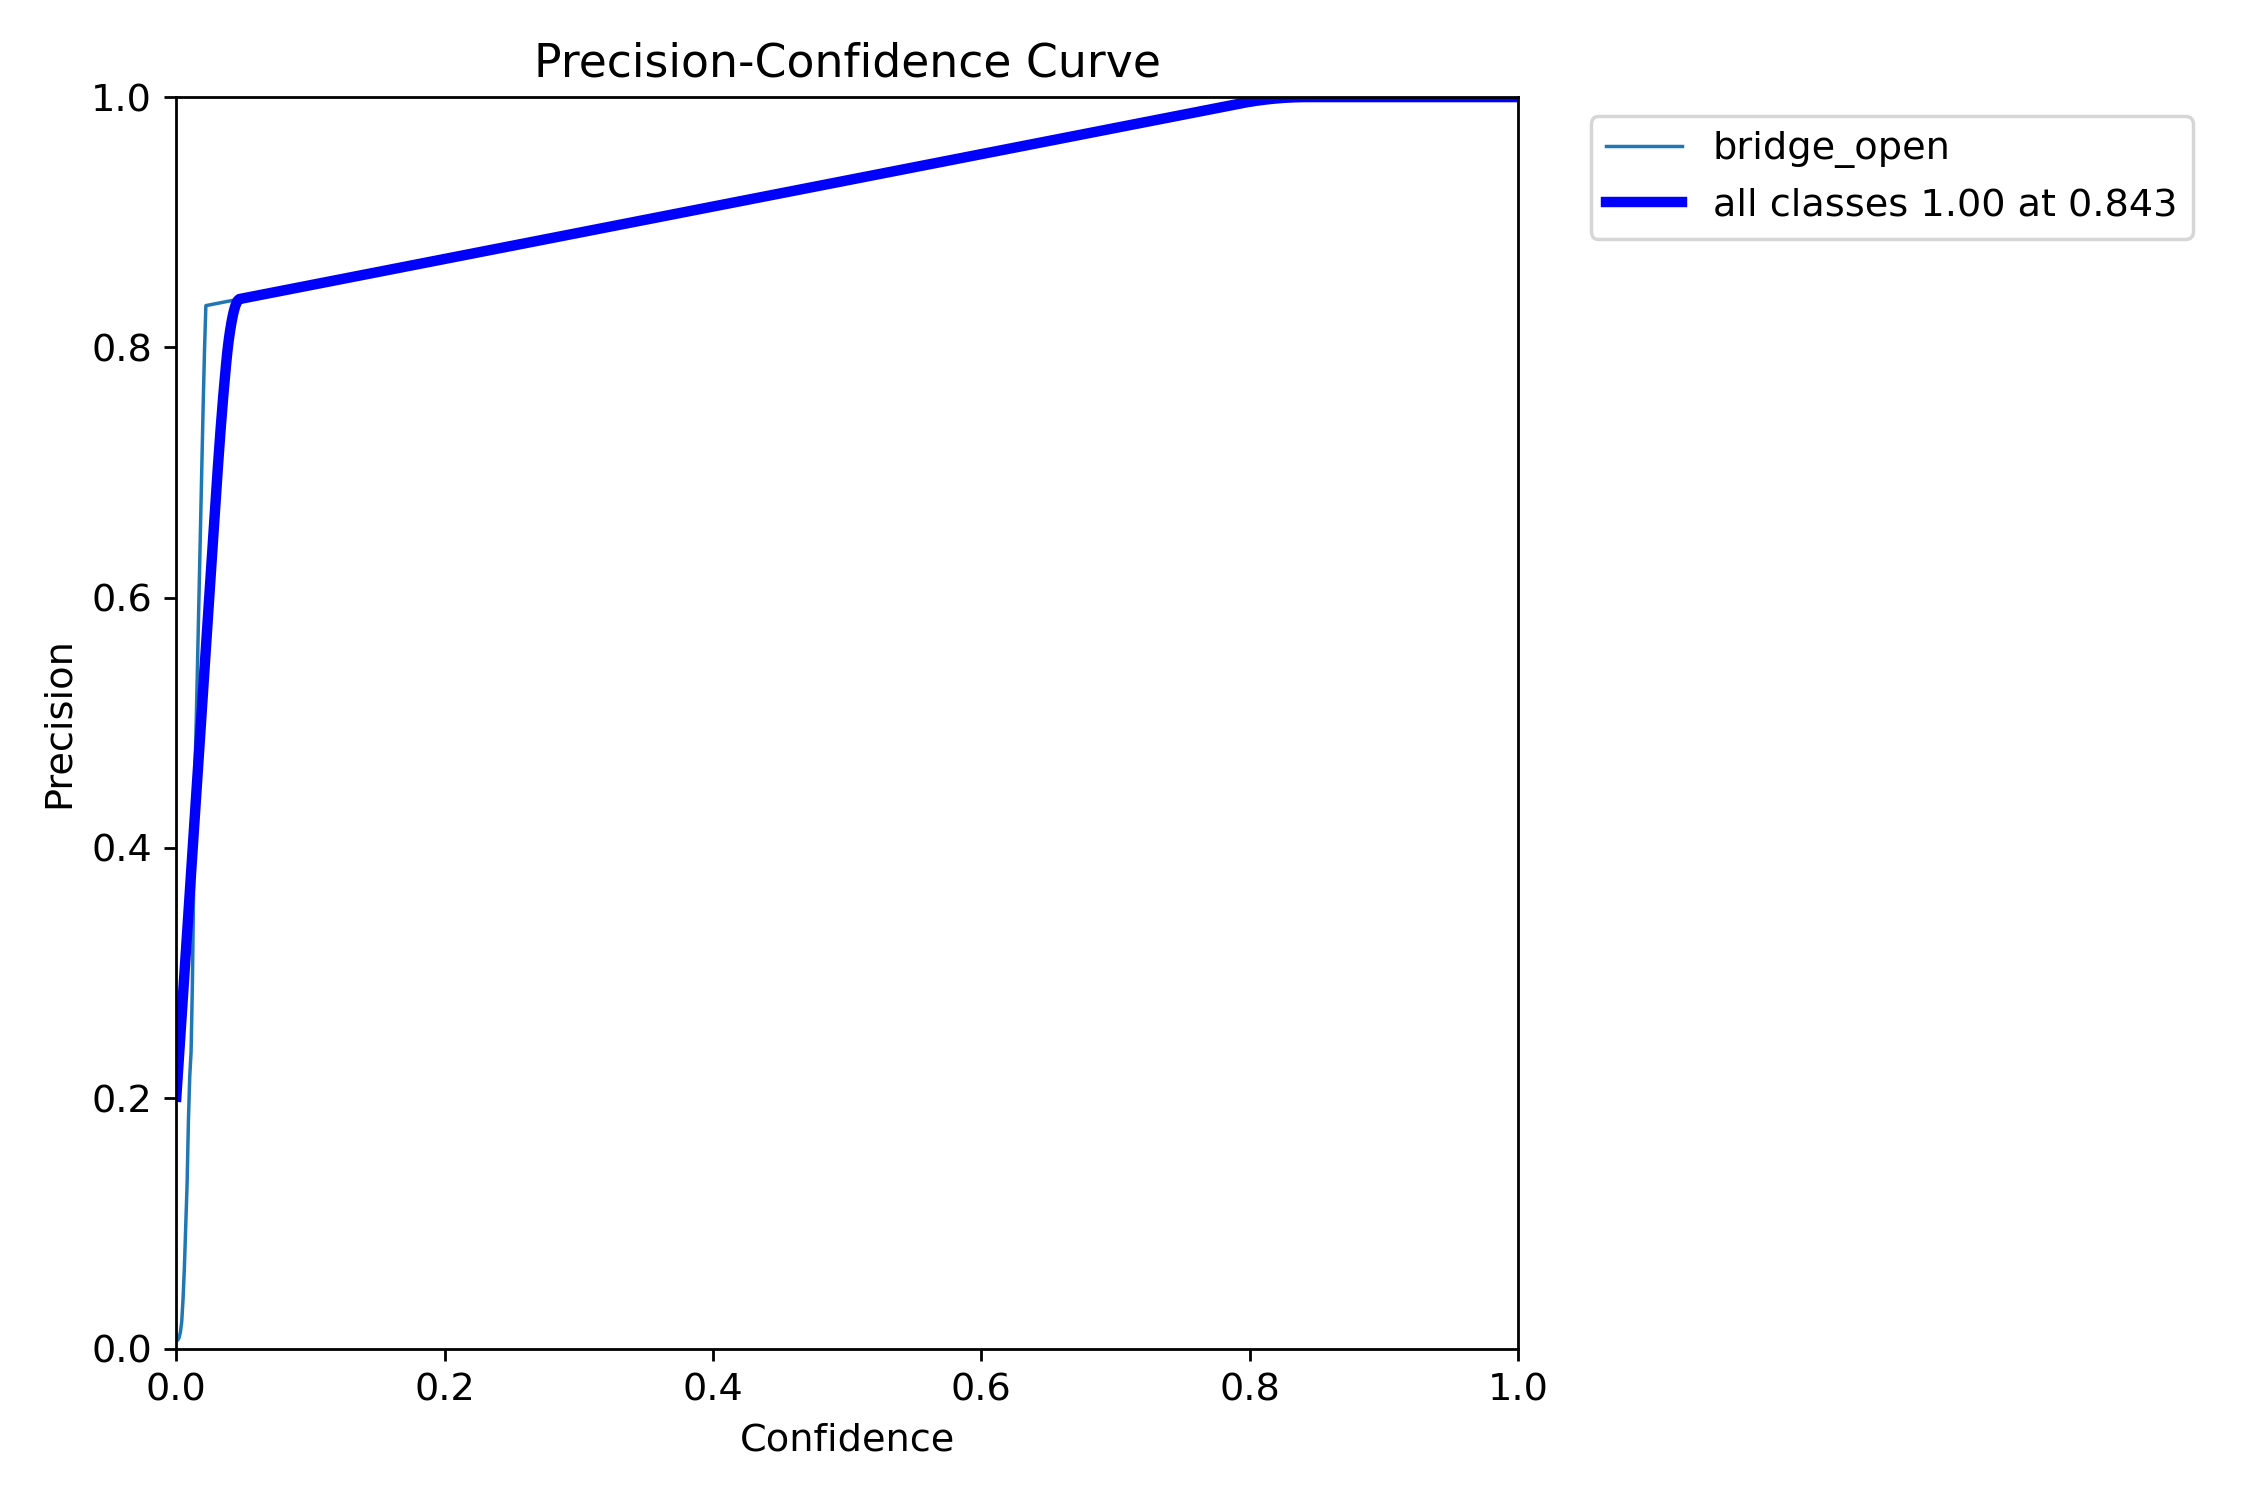 Precision-Confidence Curve
1.0
0.8
0.6
0.4
0.2
0.0
Precision
0.0 0.2 0.4 0.6 0.8 1.0
Confidence
bridge_open
all classes 1.00 at 0.843